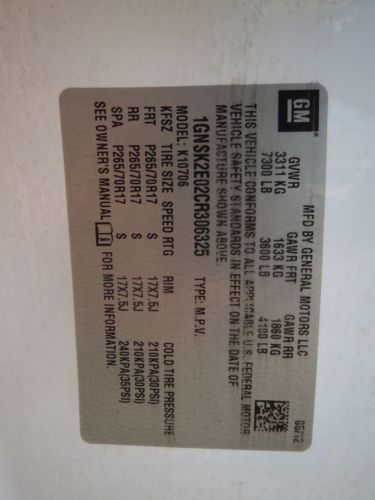 GM
MFD BY GENERAL MOTORS LLC 05/12
GVWR GAWR FRT GAWR RR
3311 KG 1633 KG 1860 KG
7300 LB 3600 LB 4100 LB
THIS VEHICLE CONFORMS TO ALL APPLICABLE U.S. FEDERAL MOTOR
VEHICLE SAFETY STANDARDS IN EFFECT ON THE DATE OF
MANUFACTURE SHOWN ABOVE.
1GNSK2E02CR306325 TYPE: M.P.V.
MODEL: K10706
KFSZ TIRE SIZE SPEED RTG RIM COLD TIRE PRESSURE
FRT P265/70R17 S 17X7.5J 210KPA(30PSI)
RR P265/70R17 S 17X7.5J 210KPA(30PSI)
SPA P265/70R17 S 17X7.5J 240KPA(35PSI)
SEE OWNER'S MANUAL i FOR MORE INFORMATION.